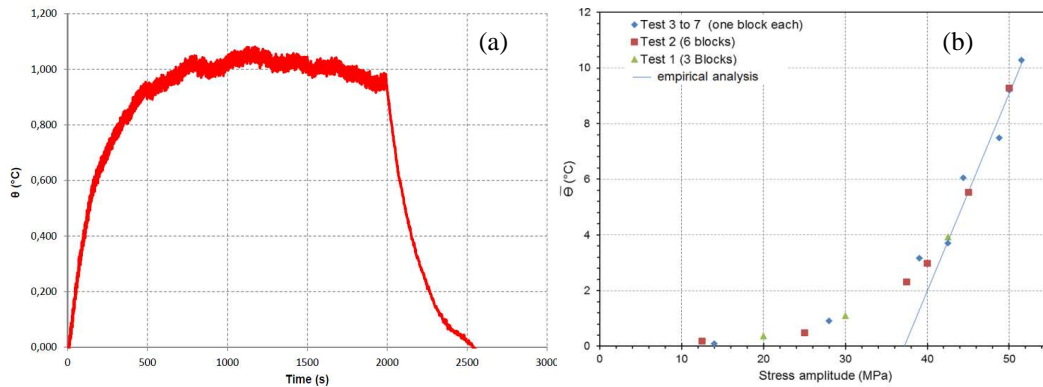 (a)
1,200
1,000
0,800
0,600
0,400
0,200
0,000
θ (°C)
0 500 1000 1500 2000 2500 3000
Time (s)
(b)
Test 3 to 7 (one block each)
Test 2 (6 blocks)
Test 1 (3 Blocks)
empirical analysis
12
10
8
6
4
2
0
Θ̅ (°C)
0 10 20 30 40 50
Stress amplitude (MPa)